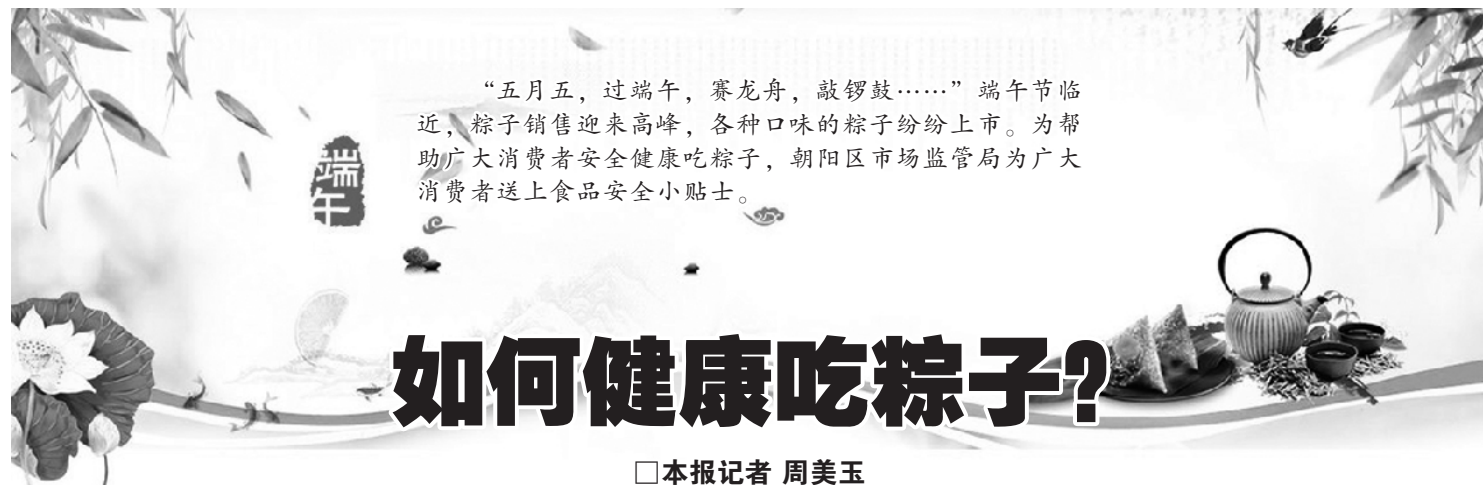 “五月五，过端午，赛龙舟，敲锣鼓……”端午节临
近，粽子销售迎来高峰，各种口味的粽子纷纷上市。为帮
助广大消费者安全健康吃粽子，朝阳区市场监管局为广大
消费者送上食品安全小贴士。
端
午
如何健康吃粽子？
□本报记者 周美玉